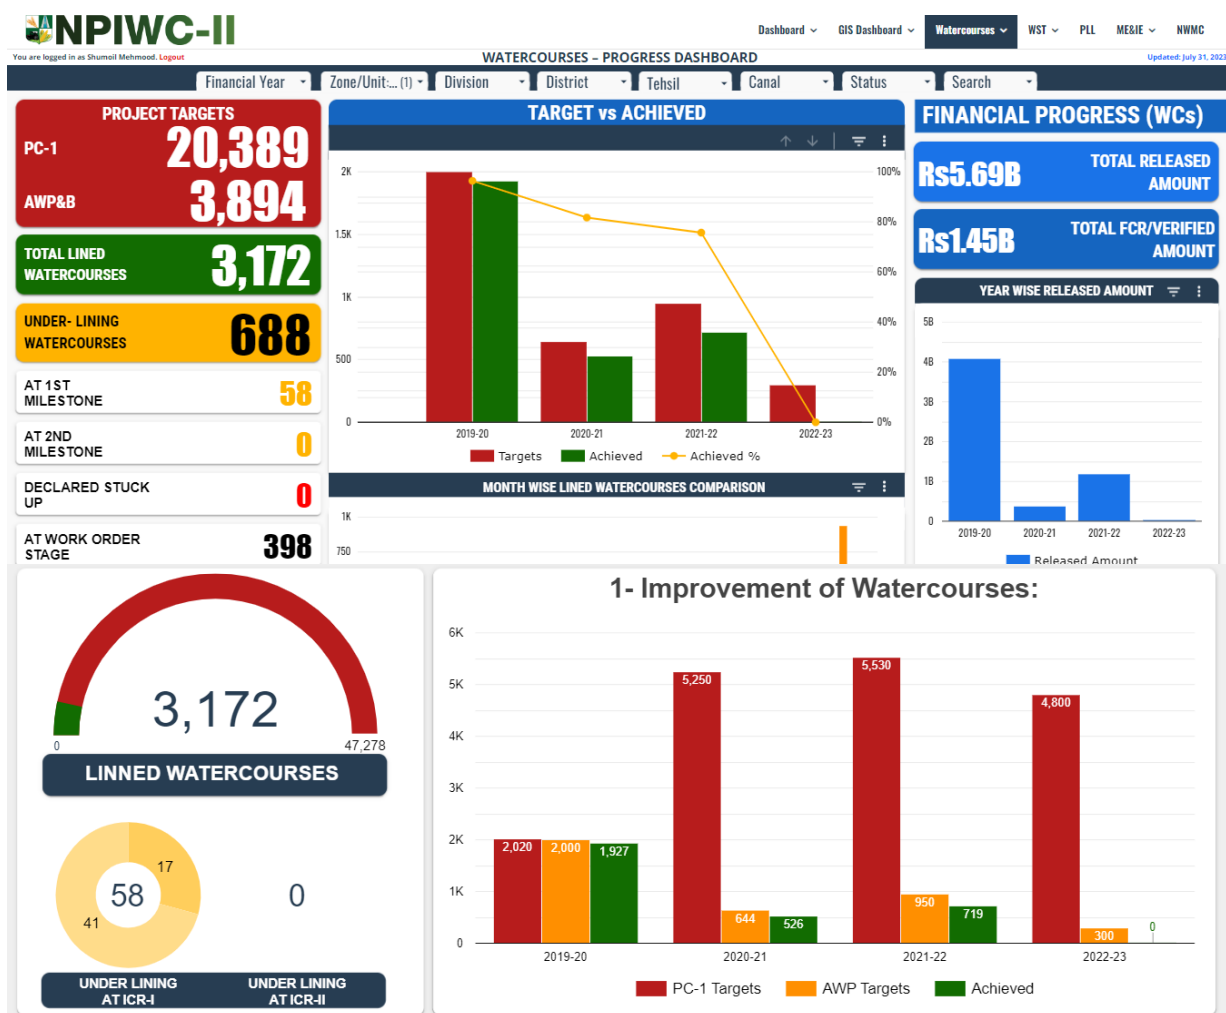 NPIWC-II
Dashboard
GIS Dashboard
Watercourses
WST
PLL
ME&IE
NWMC
You are logged in as Shumoil Mehmood. Logout
WATERCOURSES – PROGRESS DASHBOARD
Updated: July 31, 2023
Financial Year
Zone/Unit:... (1)
Division
District
Tehsil
Canal
Status
Search
PROJECT TARGETS
PC-1
20,389
AWP&B
3,894
TOTAL LINED
WATERCOURSES
3,172
UNDER- LINING
WATERCOURSES
688
AT 1ST
MILESTONE
58
AT 2ND
MILESTONE
0
DECLARED STUCK
UP
0
AT WORK ORDER
STAGE
398
TARGET vs ACHIEVED
2K
1.5K
1K
500
0
100%
80%
60%
40%
20%
0%
2019-20
2020-21
2021-22
2022-23
Targets
Achieved
Achieved %
MONTH WISE LINED WATERCOURSES COMPARISON
1K
750
FINANCIAL PROGRESS (WCs)
Rs5.69B
TOTAL RELEASED
AMOUNT
Rs1.45B
TOTAL FCR/VERIFIED
AMOUNT
YEAR WISE RELEASED AMOUNT
5B
4B
3B
2B
1B
0
2019-20
2020-21
2021-22
2022-23
Released Amount
3,172
0
47,278
LINNED WATERCOURSES
17
58
41
0
UNDER LINING
AT ICR-I
UNDER LINING
AT ICR-II
1- Improvement of Watercourses:
6K
5K
4K
3K
2K
1K
0
2,020
2,000
1,927
5,250
644
526
5,530
950
719
4,800
300
0
2019-20
2020-21
2021-22
2022-23
PC-1 Targets
AWP Targets
Achieved